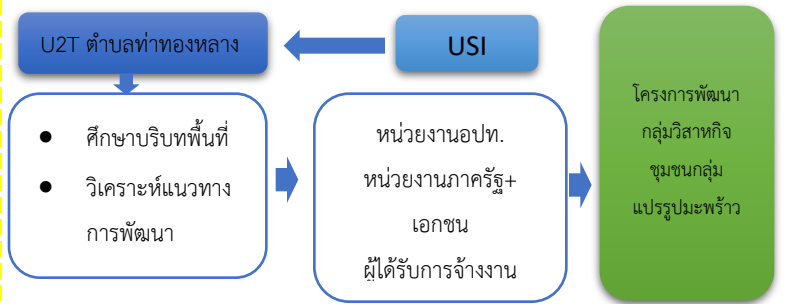 U2T ตำบลท่าทองหลาง
USI
● ศึกษาบริบทพื้นที่
● วิเคราะห์แนวทาง
การพัฒนา
หน่วยงานอปท.
หน่วยงานภาครัฐ+
เอกชน
ผู้ได้รับการจ้างงาน
โครงการพัฒนา
กลุ่มวิสาหกิจ
ชุมชนกลุ่ม
แปรรูปมะพร้าว